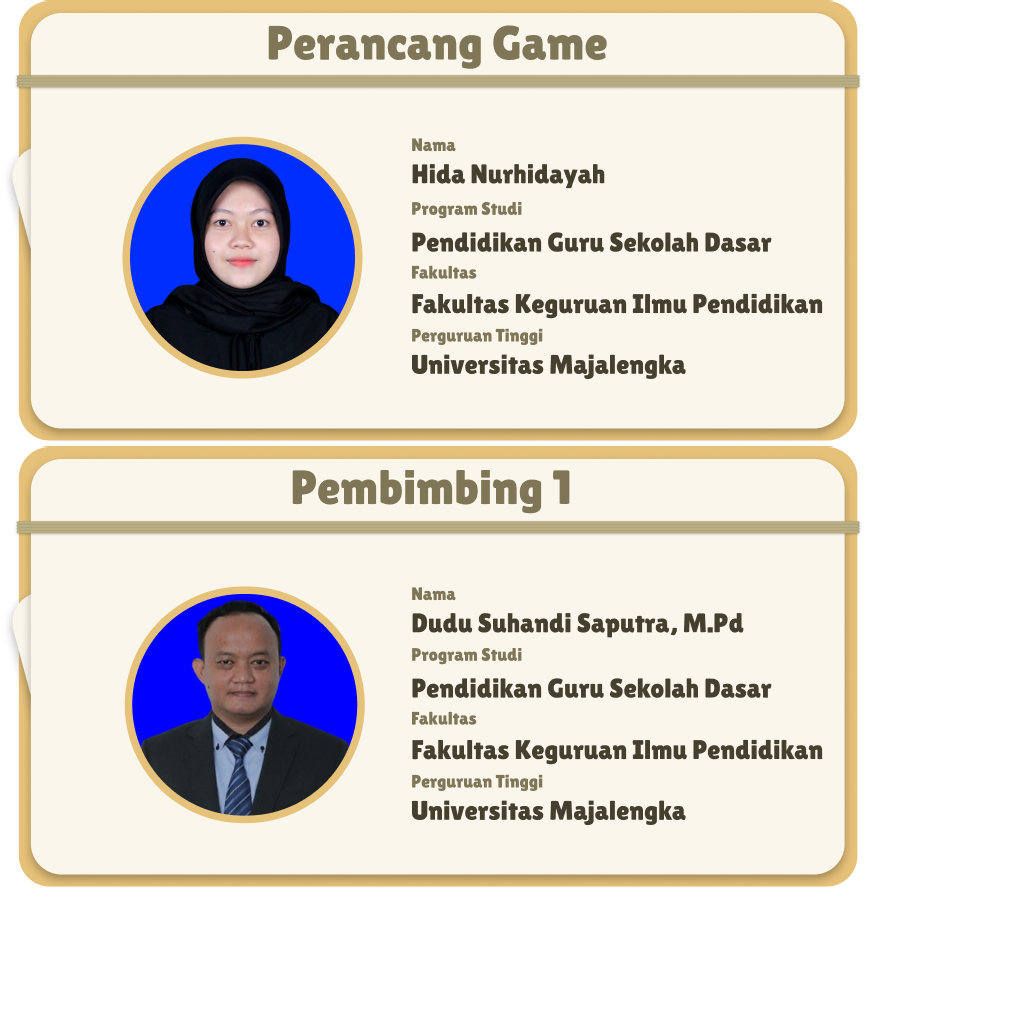 Perancang Game
Nama
Hida Nurhidayah
Program Studi
Pendidikan Guru Sekolah Dasar
Fakultas
Fakultas Keguruan Ilmu Pendidikan
Perguruan Tinggi
Universitas Majalengka
Pembimbing 1
Nama
Dudu Suhandi Saputra, M.Pd
Program Studi
Pendidikan Guru Sekolah Dasar
Fakultas
Fakultas Keguruan Ilmu Pendidikan
Perguruan Tinggi
Universitas Majalengka